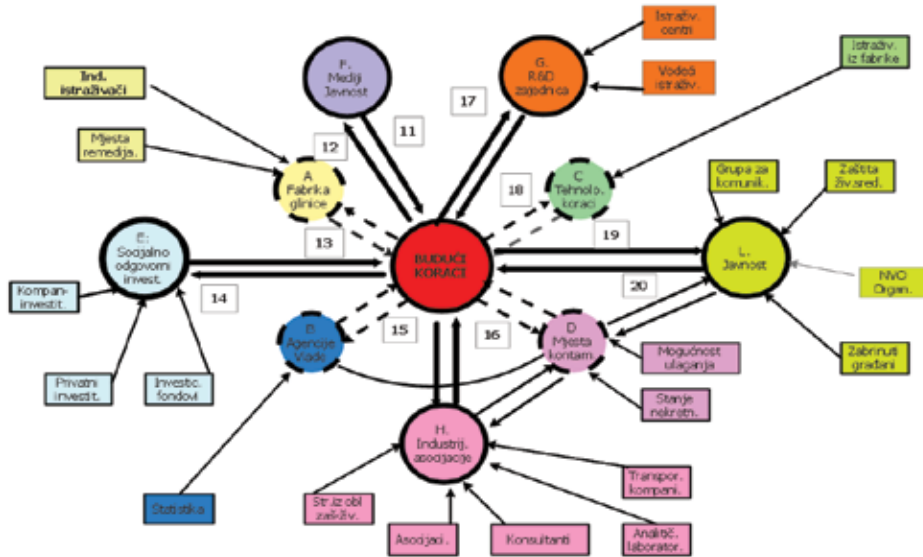 Istraživ.
centri
F.
Mediji
Javnost
G.
R&D
zajednica
Istraživ.
iz fabrike
Ind.
istraživači
Vodeći
istraživ.
17
11
12
Mjesta
remedija.
A
Fabrika
glinice
18
C
Tehnolo.
koraci
Grupa za
komunik.
Zaštita
živ.sred.
E:
Socijalno
odgovorni
invest.
13
BUDUĆI
KORACI
19
L.
Javnost
Kompan-
investit.
14
20
NVO
Organ.
15
16
B
Agencije
Vlade
D
Mjesta
kontam.
Mogućnost
ulaganja
Zabrinuti
građani
Privatni
investit.
Investic.
fondovi
Stanje
nekretn.
H.
Industrij.
asocijacije
Statistika
Str.iz obl
zaš.živ.
Transpor.
kompani.
Asocijaci.
Konsultanti
Analitič.
laborator.